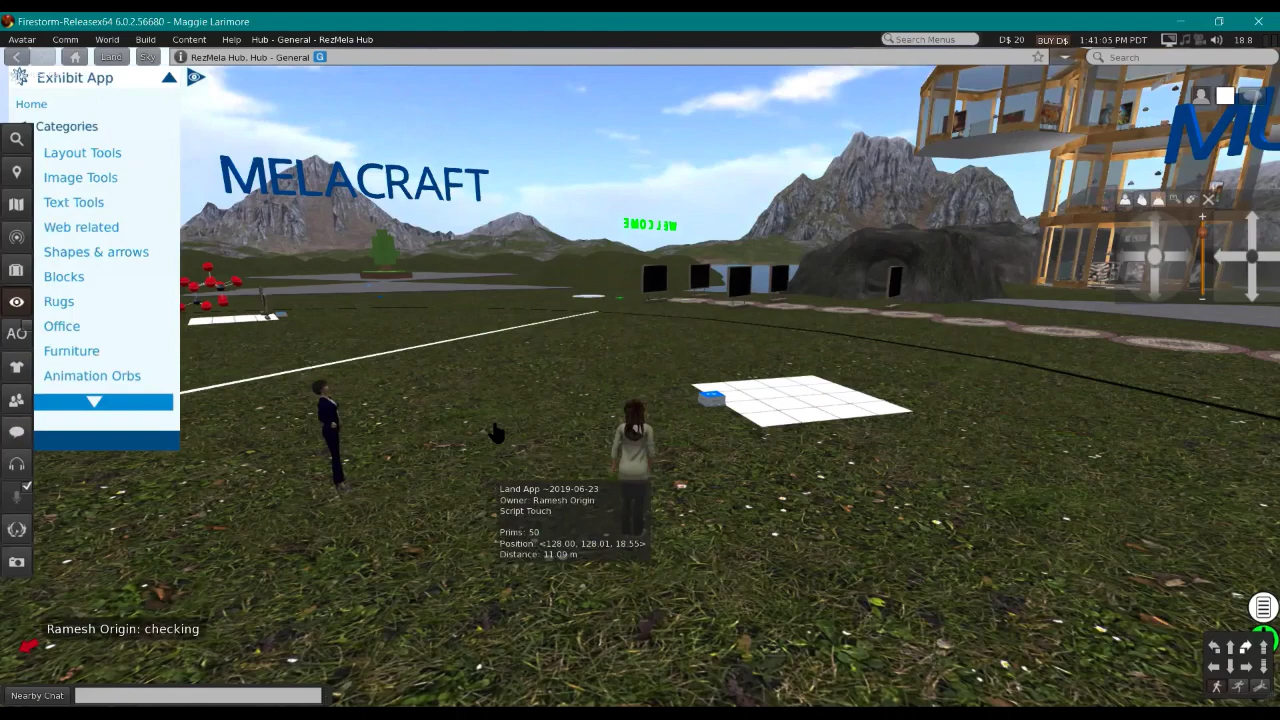 Firestorm-Releasex64 6.0.2.56680 - Maggie Larimore
Avatar Comm World Build Content Help Hub - General - RezMela Hub
Search Menus
D$ 20 BUY D$ 1:41:05 PM PDT 18.8
Land Sky RezMela Hub, Hub - General G
Search
Exhibit App
Home
Categories
Layout Tools
Image Tools
Text Tools
Web related
Shapes & arrows
Blocks
Rugs
Office
Furniture
Animation Orbs
MELACRAFT
WELCOME
MU
Land App ~2019-06-23
Owner: Ramesh Origin
Script Touch
Prims: 50
Position: <128.00, 128.01, 18.55>
Distance: 11.09 m
Ramesh Origin: checking
Nearby Chat